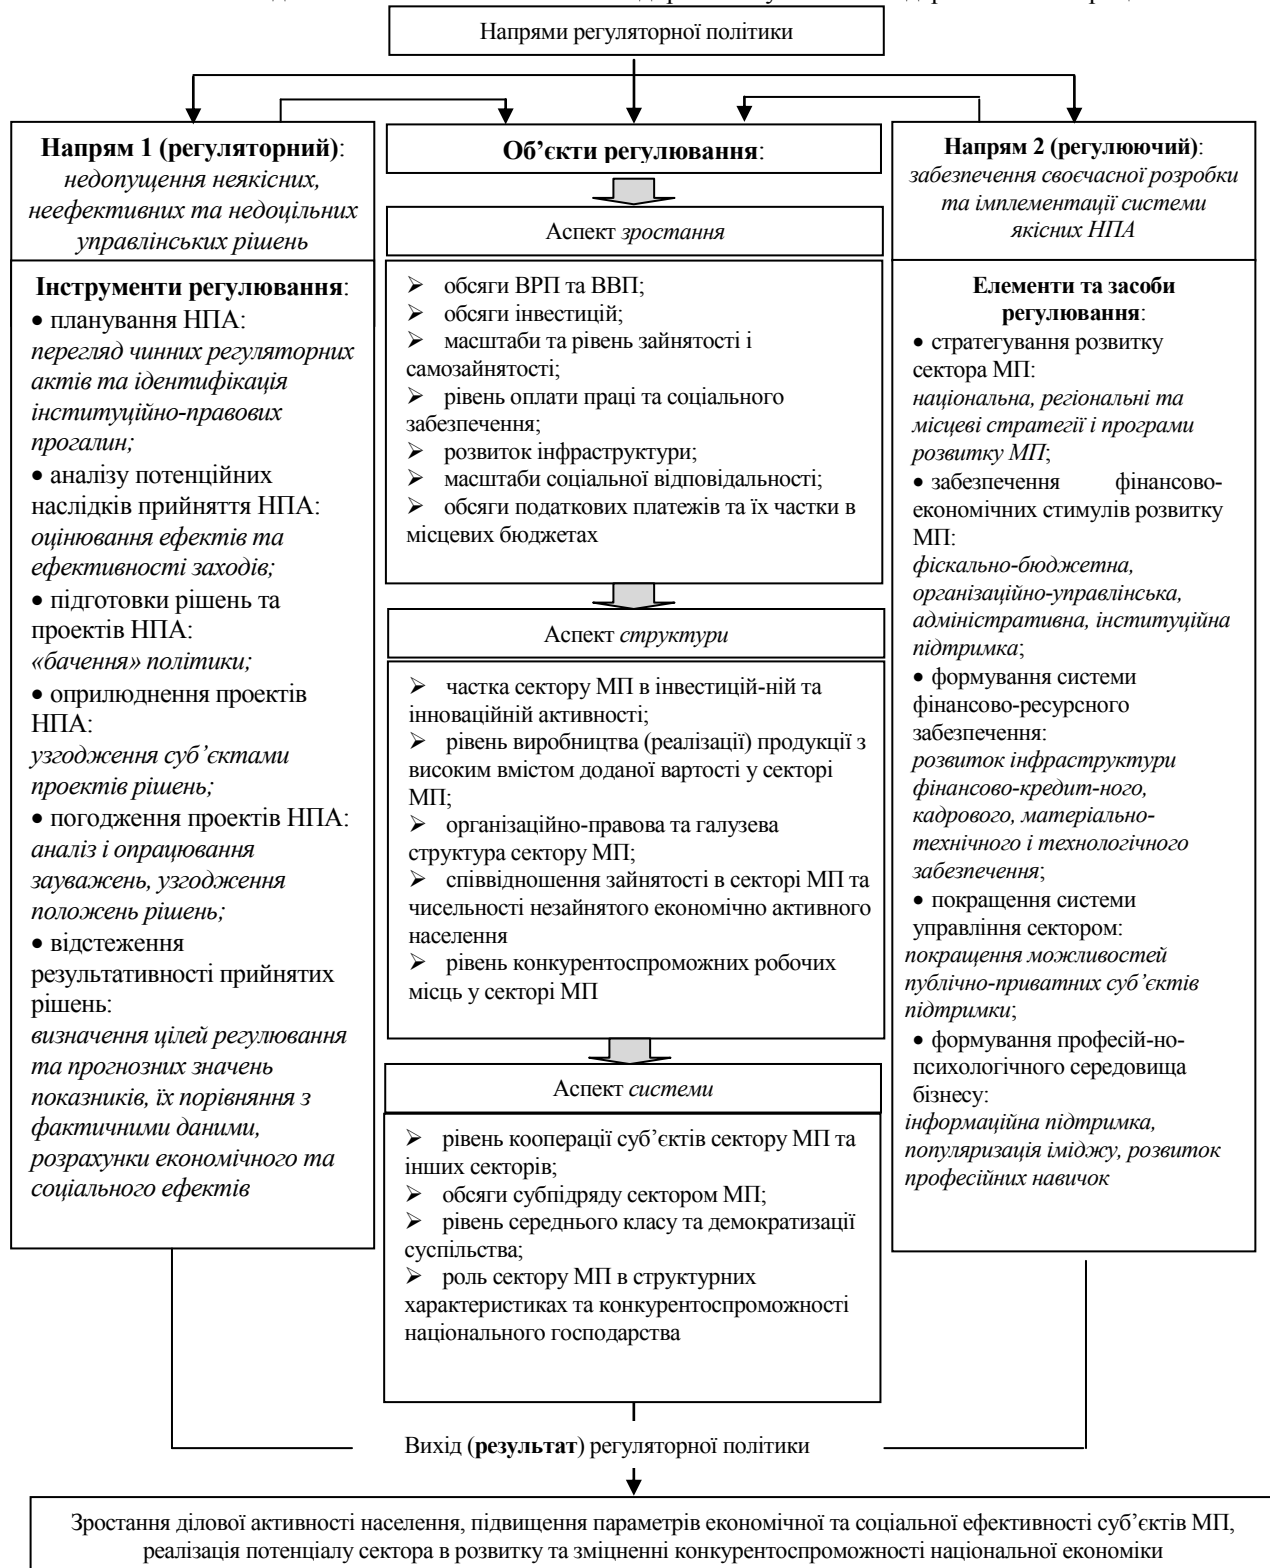 Напрями регуляторної політики
Напрям 1 (регуляторний):
недопущення неякісних,
неефективних та недоцільних
управлінських рішень
Інструменти регулювання:
• планування НПА:
перегляд чинних регуляторних
актів та ідентифікація
інституційно-правових
прогалин;
• аналізу потенційних
наслідків прийняття НПА:
оцінювання ефектів та
ефективності заходів;
• підготовки рішень та
проектів НПА:
«бачення» політики;
• оприлюднення проектів
НПА:
узгодження суб’єктами
проектів рішень;
• погодження проектів НПА:
аналіз і опрацювання
зауважень, узгодження
положень рішень;
• відстеження
результативності прийнятих
рішень:
визначення цілей регулювання
та прогнозних значень
показників, їх порівняння з
фактичними даними,
розрахунки економічного та
соціального ефектів
Об’єкти регулювання:
Аспект зростання
➢ обсяги ВРП та ВВП;
➢ обсяги інвестицій;
➢ масштаби та рівень зайнятості і
самозайнятості;
➢ рівень оплати праці та соціального
забезпечення;
➢ розвиток інфраструктури;
➢ масштаби соціальної відповідальності;
➢ обсяги податкових платежів та їх частки в
місцевих бюджетах
Аспект структури
➢ частка сектору МП в інвестицій-ній та
інноваційній активності;
➢ рівень виробництва (реалізації) продукції з
високим вмістом доданої вартості у секторі
МП;
➢ організаційно-правова та галузева
структура сектору МП;
➢ співвідношення зайнятості в секторі МП та
чисельності незайнятого економічно активного
населення
➢ рівень конкурентоспроможних робочих
місць у секторі МП
Аспект системи
➢ рівень кооперації суб’єктів сектору МП та
інших секторів;
➢ обсяги субпідряду сектором МП;
➢ рівень середнього класу та демократизації
суспільства;
➢ роль сектору МП в структурних
характеристиках та конкурентоспроможності
національного господарства
Напрям 2 (регулюючий):
забезпечення своєчасної розробки
та імплементації системи
якісних НПА
Елементи та засоби
регулювання:
• стратегування розвитку
сектора МП:
національна, регіональні та
місцеві стратегії і програми
розвитку МП;
• забезпечення фінансово-
економічних стимулів розвитку
МП:
фіскально-бюджетна,
організаційно-управлінська,
адміністративна, інституційна
підтримка;
• формування системи
фінансово-ресурсного
забезпечення:
розвиток інфраструктури
фінансово-кредит-ного,
кадрового, матеріально-
технічного і технологічного
забезпечення;
• покращення системи
управління сектором:
покращення можливостей
публічно-приватних суб’єктів
підтримки;
• формування професій-но-
психологічного середовища
бізнесу:
інформаційна підтримка,
популяризація іміджу, розвиток
професійних навичок
Вихід (результат) регуляторної політики
Зростання ділової активності населення, підвищення параметрів економічної та соціальної ефективності суб’єктів МП,
реалізація потенціалу сектора в розвитку та зміцненні конкурентоспроможності національної економіки